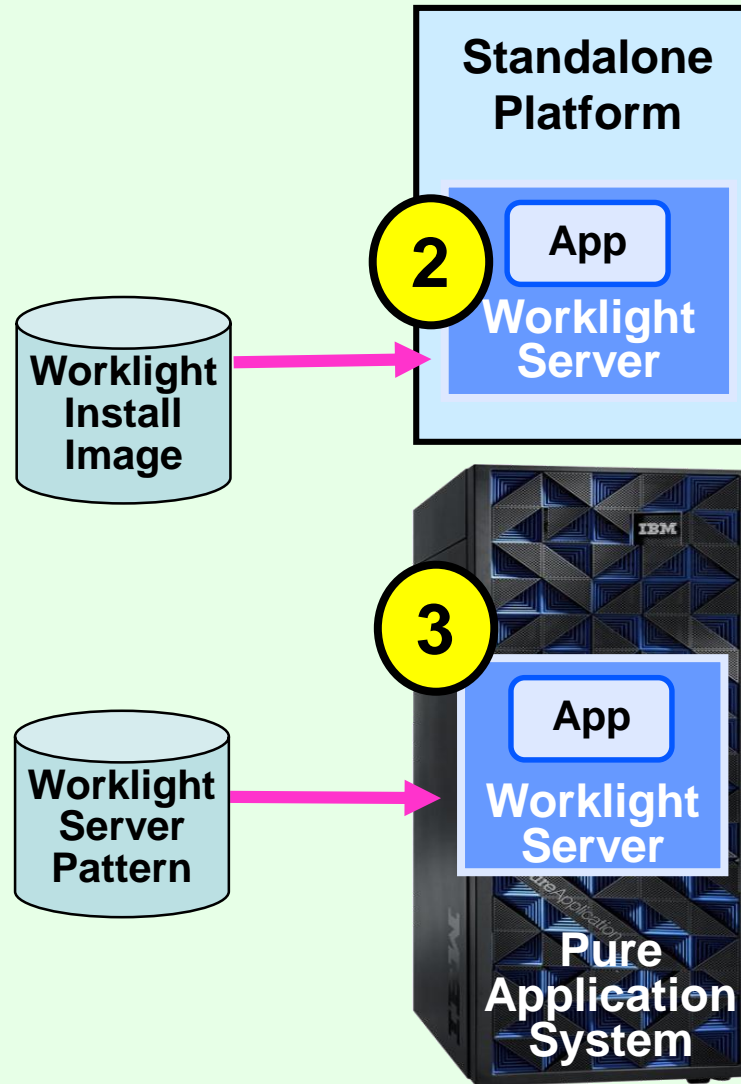 Standalone
Platform
2
App
Worklight
Server
Worklight
Install
Image
IBM
3
App
Worklight
Server
Worklight
Server
Pattern
IBM
Pure
Application
System